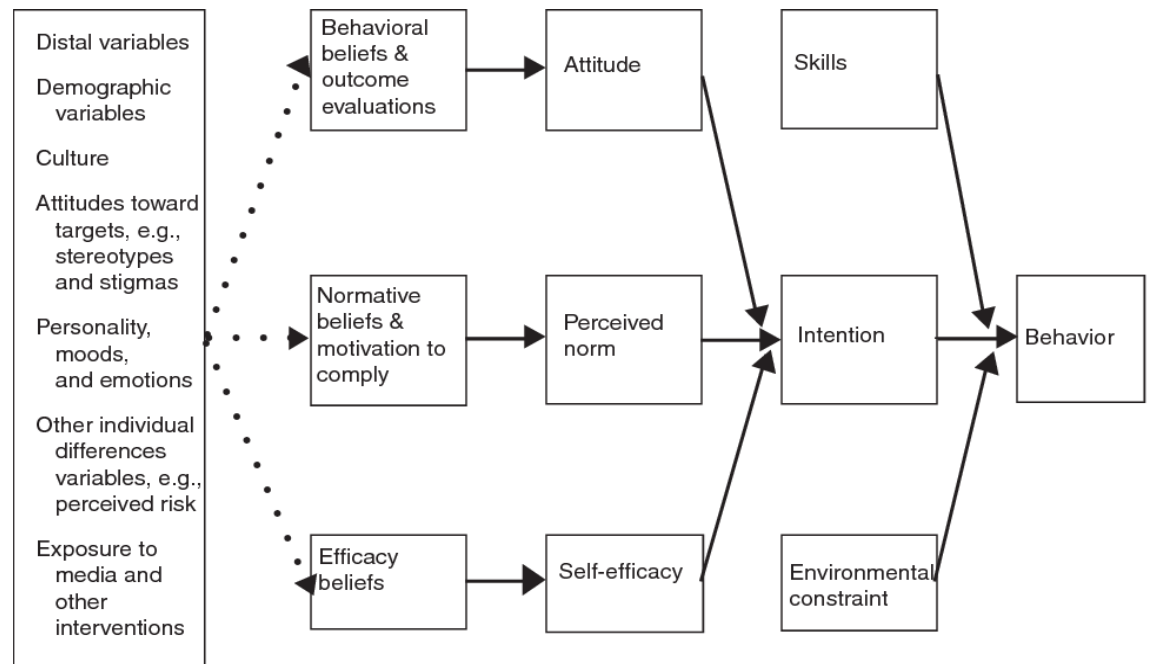 Distal variables
Demographic
variables
Culture
Attitudes toward
targets, e.g.,
stereotypes
and stigmas
Personality,
moods,
and emotions
Other individual
differences
variables, e.g.,
perceived risk
Exposure to
media and
other
interventions
Behavioral
beliefs &
outcome
evaluations
Attitude
Skills
Normative
beliefs &
motivation to
comply
Perceived
norm
Intention
Behavior
Efficacy
beliefs
Self-efficacy
Environmental
constraint